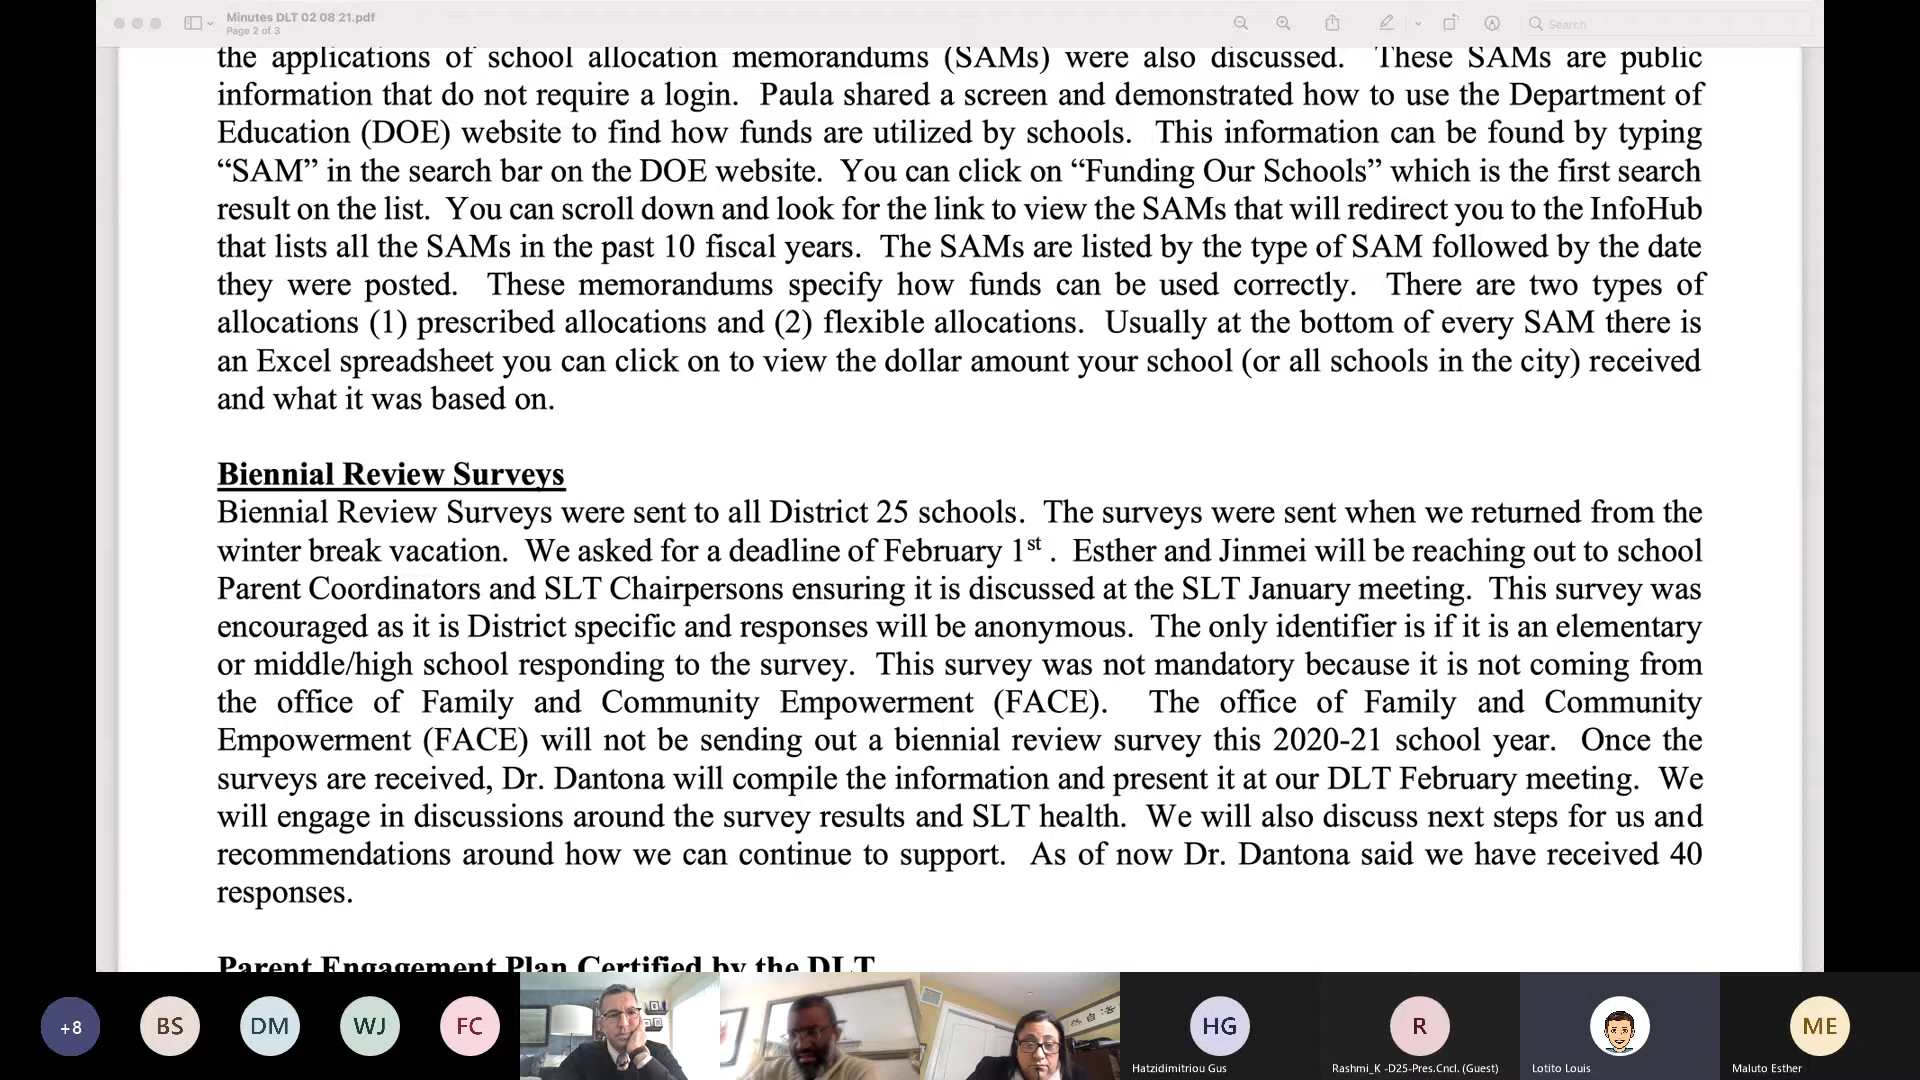 Minutes DLT 02 08 21.pdf
Page 2 of 3
Search
the applications of school allocation memorandums (SAMs) were also discussed. These SAMs are public
information that do not require a login. Paula shared a screen and demonstrated how to use the Department of
Education (DOE) website to find how funds are utilized by schools. This information can be found by typing
“SAM” in the search bar on the DOE website. You can click on “Funding Our Schools” which is the first search
result on the list. You can scroll down and look for the link to view the SAMs that will redirect you to the InfoHub
that lists all the SAMs in the past 10 fiscal years. The SAMs are listed by the type of SAM followed by the date
they were posted. These memorandums specify how funds can be used correctly. There are two types of
allocations (1) prescribed allocations and (2) flexible allocations. Usually at the bottom of every SAM there is
an Excel spreadsheet you can click on to view the dollar amount your school (or all schools in the city) received
and what it was based on.
Biennial Review Surveys
Biennial Review Surveys were sent to all District 25 schools. The surveys were sent when we returned from the
winter break vacation. We asked for a deadline of February 1st . Esther and Jinmei will be reaching out to school
Parent Coordinators and SLT Chairpersons ensuring it is discussed at the SLT January meeting. This survey was
encouraged as it is District specific and responses will be anonymous. The only identifier is if it is an elementary
or middle/high school responding to the survey. This survey was not mandatory because it is not coming from
the office of Family and Community Empowerment (FACE). The office of Family and Community
Empowerment (FACE) will not be sending out a biennial review survey this 2020-21 school year. Once the
surveys are received, Dr. Dantona will compile the information and present it at our DLT February meeting. We
will engage in discussions around the survey results and SLT health. We will also discuss next steps for us and
recommendations around how we can continue to support. As of now Dr. Dantona said we have received 40
responses.
Parent Engagement Plan Certified by the DLT
+8
BS
DM
WJ
FC
HG
R
ME
Hatzidimitriou Gus
Rashmi_K -D25-Pres.Cncl. (Guest)
Lotito Louis
Maluto Esther